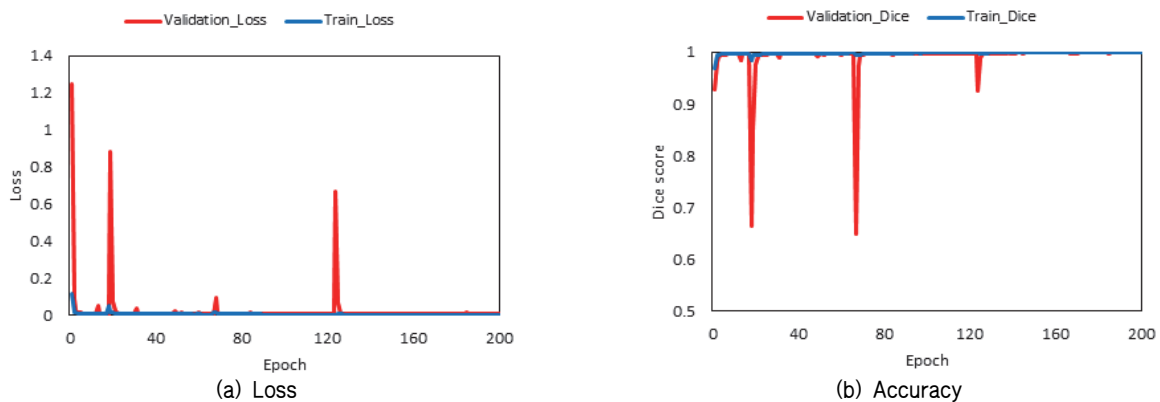 Validation_Loss Train_Loss
1.4
1.2
1
0.8
0.6
0.4
0.2
0
Loss
0 40 80 120 160 200
Epoch
(a) Loss
Validation_Dice Train_Dice
1
0.9
0.8
0.7
0.6
0.5
Dice score
0 40 80 120 160 200
Epoch
(b) Accuracy